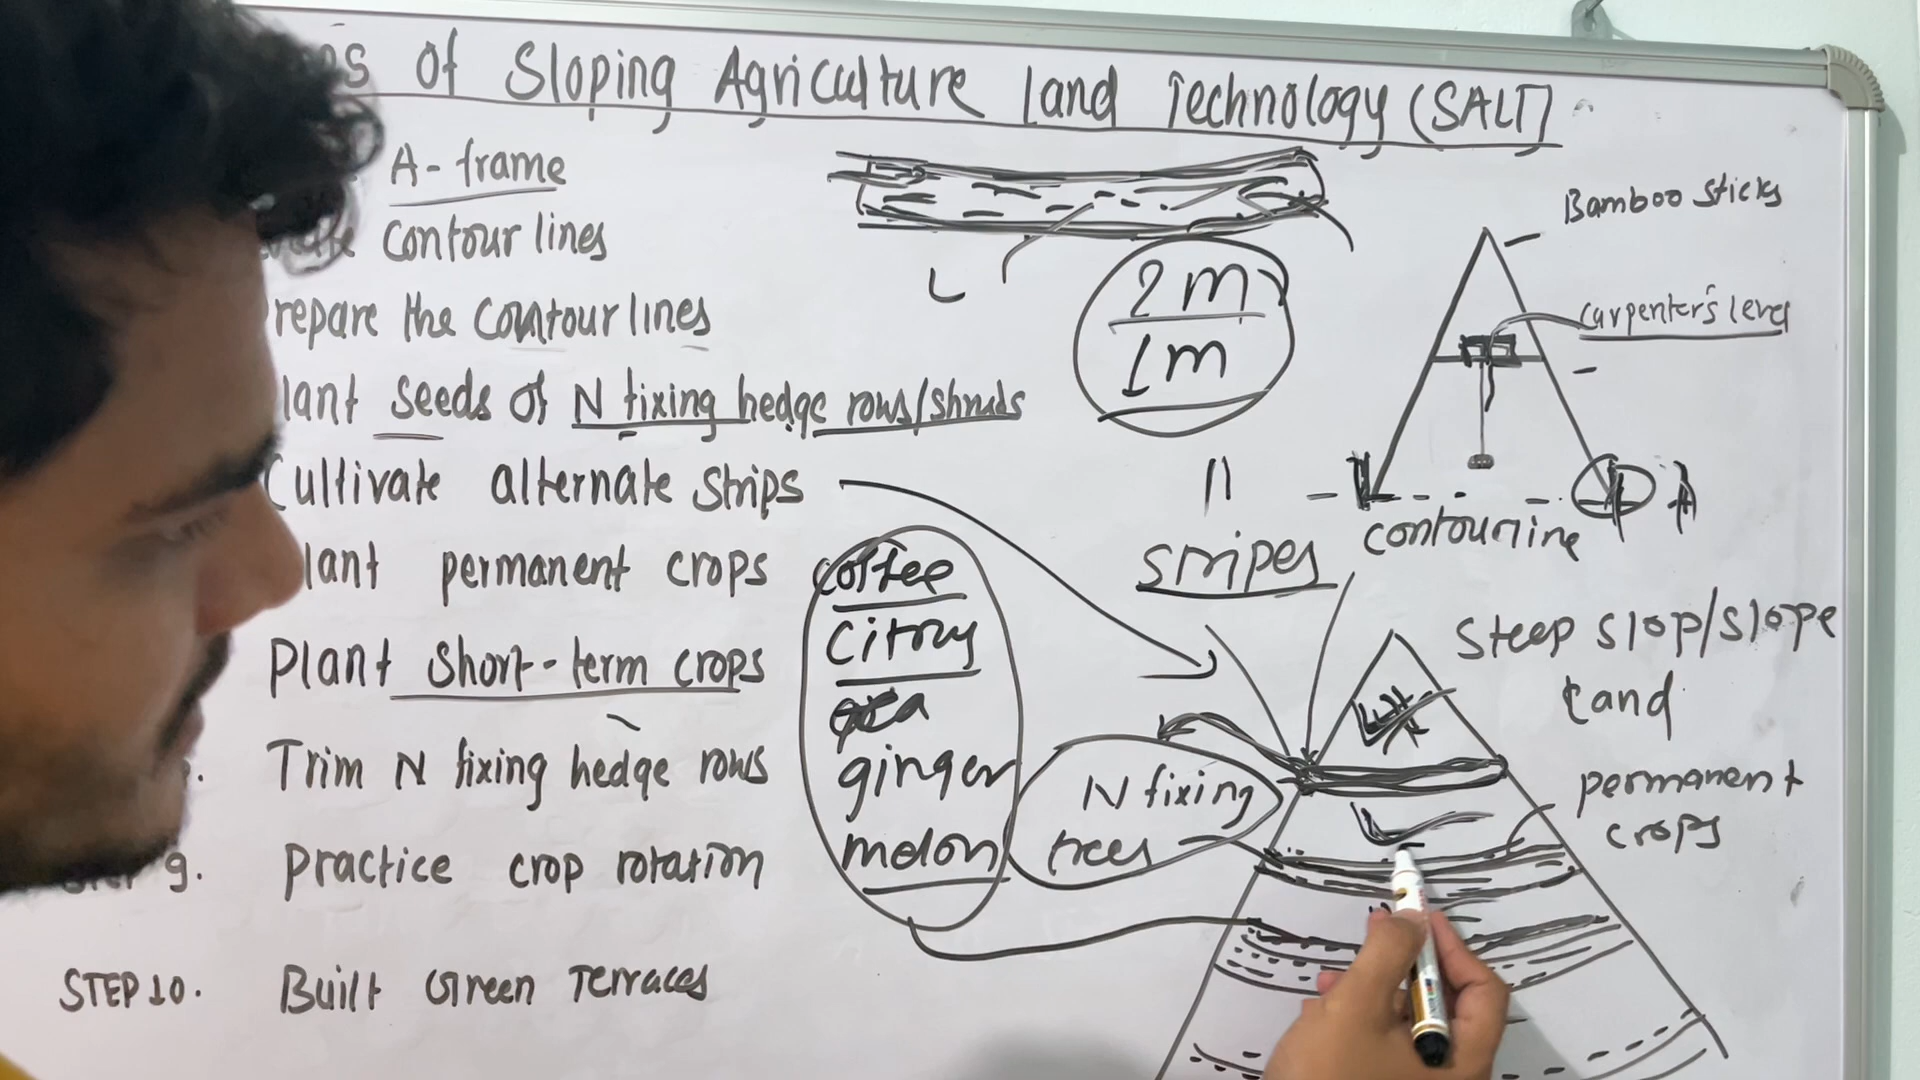 of Sloping Agriculture land Technology (SALT)
A-frame
contour lines
repare the contour lines
lant seeds of N fixing hedge rows/shrubs
Cultivate alternate strips
lant permanent crops
Plant short-term crops
Trim N fixing hedge rows
9. Practice crop rotation
STEP 10. Built Green Terraces
coffee
Citrus
ginger
melon
2m
1m
stripes
N fixing
trees
Bamboo sticks
carpenter's level
contourline
Steep slop/slope
land
permanent
crops